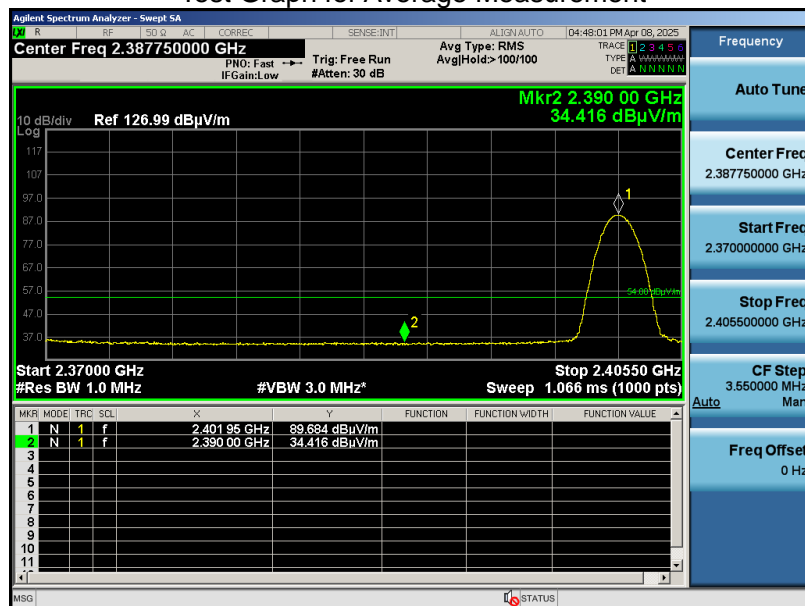 Test Graph for Average Measurement
Agilent Spectrum Analyzer - Swept SA
LXI R RF 50 Ω AC CORREC SENSE:INT ALIGN AUTO 04:48:01 PM Apr 08, 2025
Center Freq 2.387750000 GHz
PNO: Fast
IFGain:Low
Trig: Free Run
#Atten: 30 dB
Avg Type: RMS
Avg|Hold:>100/100
TRACE 1 2 3 4 5 6
TYPE A WWWWW
DET A N N N N N
Mkr2 2.390 00 GHz
34.416 dBµV/m
10 dB/div
Log
Ref 126.99 dBµV/m
117
107
97.0
87.0
77.0
67.0
57.0
47.0
37.0
1
54.00 dBµV/m
2
Start 2.37000 GHz
Stop 2.40550 GHz
#Res BW 1.0 MHz
#VBW 3.0 MHz*
Sweep 1.066 ms (1000 pts)
MKR MODE TRC SCL X Y FUNCTION FUNCTION WIDTH FUNCTION VALUE
1 N 1 f 2.401 95 GHz 89.684 dBµV/m
2 N 1 f 2.390 00 GHz 34.416 dBµV/m
3
4
5
6
7
8
9
10
11
MSG
STATUS
Frequency
Auto Tune
Center Freq
2.387750000 GHz
Start Freq
2.370000000 GHz
Stop Freq
2.405500000 GHz
CF Step
3.550000 MHz
Auto Man
Freq Offset
0 Hz